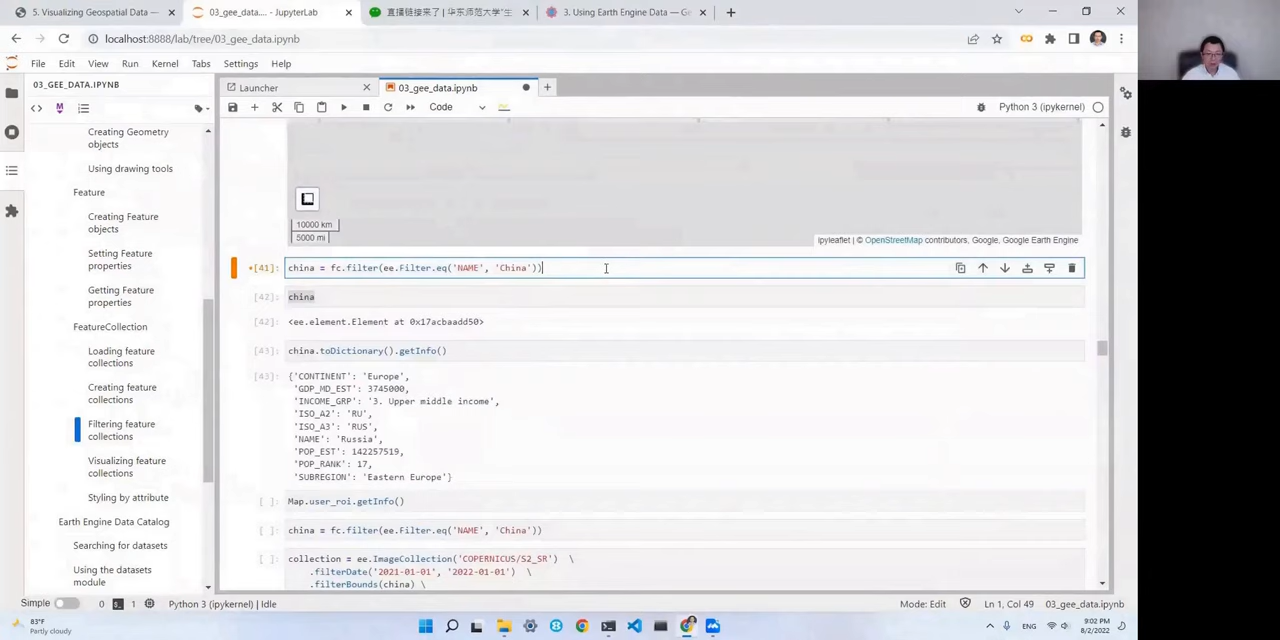 5. Visualizing Geospatial Data —
03_gee_data.... - JupyterLab
直播链接来了 | 华东师范大学"生
3. Using Earth Engine Data — Ge
localhost:8888/lab/tree/03_gee_data.ipynb
File Edit View Run Kernel Tabs Settings Help
03_GEE_DATA.IPYNB
Launcher
03_gee_data.ipynb
Code
Python 3 (ipykernel)
Creating Geometry
objects
Using drawing tools
Feature
Creating Feature
objects
Setting Feature
Properties
Getting Feature
Properties
FeatureCollection
Loading feature
collections
Creating feature
collections
Filtering feature
collections
Visualizing feature
collections
Styling by attribute
Earth Engine Data Catalog
Searching for datasets
Using the datasets
module
10000 km
5000 mi
ipyleaflet | © OpenStreetMap contributors, Google, Google Earth Engine
[41]: china = fc.filter(ee.Filter.eq('NAME', 'China'))
[42]: china
[42]: <ee.element.Element at 0x17acbaadd50>
[43]: china.toDictionary().getInfo()
[43]: {'CONTINENT': 'Europe',
'GDP_MD_EST': 3745000,
'INCOME_GRP': '3. Upper middle income',
'ISO_A2': 'RU',
'ISO_A3': 'RUS',
'NAME': 'Russia',
'POP_EST': 142257519,
'POP_RANK': 17,
'SUBREGION': 'Eastern Europe'}
[ ]: Map.user_roi.getInfo()
[ ]: china = fc.filter(ee.Filter.eq('NAME', 'China'))
[ ]: collection = ee.ImageCollection('COPERNICUS/S2_SR') \
.filterDate('2021-01-01', '2022-01-01') \
.filterBounds(china) \
Simple 0 1 Python 3 (ipykernel) | Idle
Mode: Edit Ln 1, Col 49 03_gee_data.ipynb
83°F
Partly cloudy
ENG
9:02 PM
8/2/2022